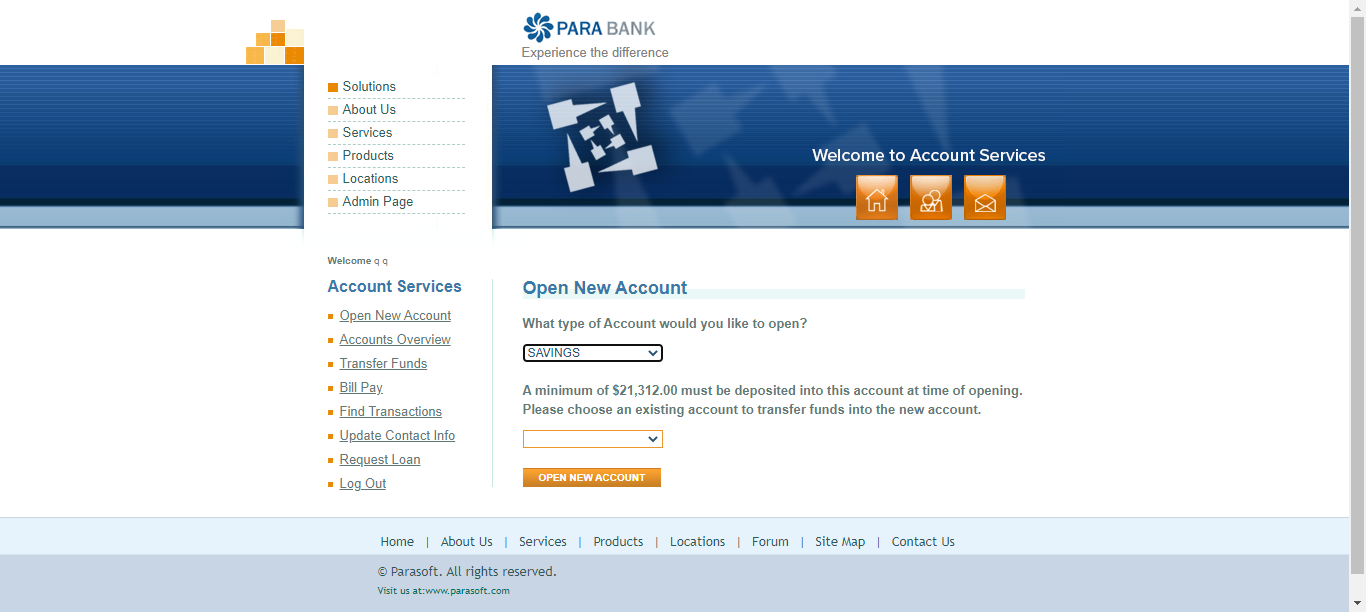 PARA BANK
Experience the difference
Solutions
About Us
Services
Products
Locations
Admin Page
Welcome to Account Services
Welcome q q
Account Services
Open New Account
Accounts Overview
Transfer Funds
Bill Pay
Find Transactions
Update Contact Info
Request Loan
Log Out
Open New Account
What type of Account would you like to open?
SAVINGS
A minimum of $21,312.00 must be deposited into this account at time of opening.
Please choose an existing account to transfer funds into the new account.
OPEN NEW ACCOUNT
Home | About Us | Services | Products | Locations | Forum | Site Map | Contact Us
© Parasoft. All rights reserved.
Visit us at:www.parasoft.com